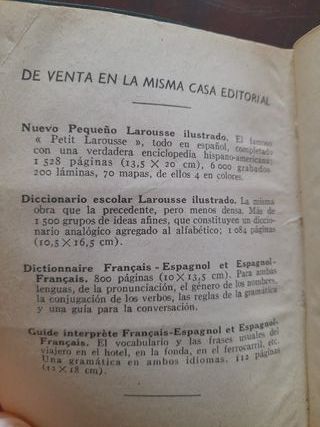 DE VENTA EN LA MISMA CASA EDITORIAL
Nuevo Pequeño Larousse ilustrado. El famoso
« Petit Larousse », todo en español, completado
con una verdadera enciclopedia hispano-americana;
1 528 páginas (13,5 × 20 cm), 6 000 grabados
200 láminas, 70 mapas, de ellos 4 en colores.
Diccionario escolar Larousse ilustrado. La misma
obra que la precedente, pero menos densa. Más de
1 500 grupos de ideas afines, que constituyen un diccio-
nario analógico agregado al alfabético; 1 084 páginas
(10,5 × 16,5 cm).
Dictionnaire Français - Espagnol et Espagnol-
Français. 800 páginas (10 × 13,5 cm). Para ambas
lenguas, de la pronunciación, el género de los nombres,
la conjugación de los verbos, las reglas de la gramática
y una guía para la conversación.
Guide interprète Français-Espagnol et Espagnol-
Français. El vocabulario y las frases usuales del
viajero en el hotel, en la fonda, en el ferrocarril, etc.
Una gramática en ambos idiomas. 112 páginas
(12 × 18 cm).